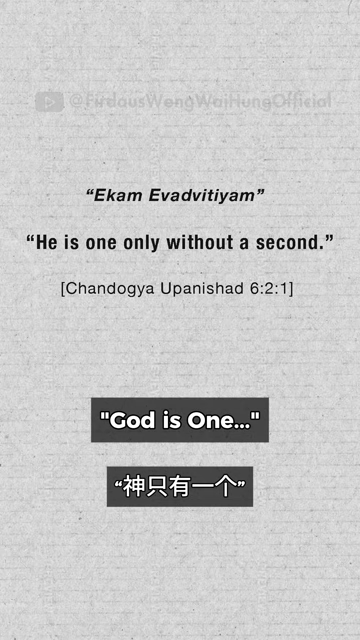 @FirdausWongWaiHungOfficial
“Ekam Evadvitiyam”
“He is one only without a second.”
[Chandogya Upanishad 6:2:1]
"God is One..."
“神只有一个”